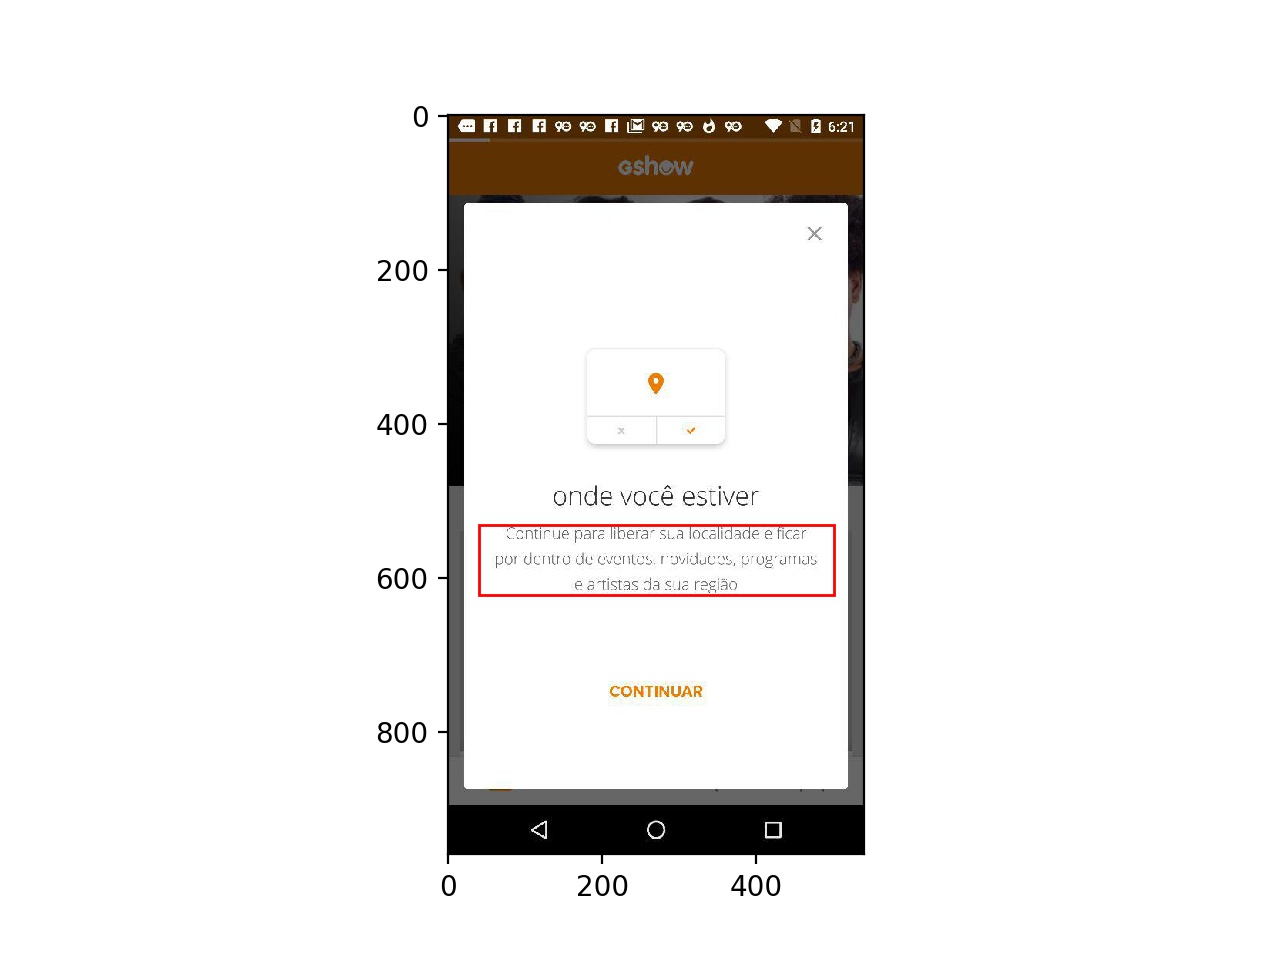 0
200
400
600
800
6:21
Gshow
onde você estiver
Continue para liberar sua localidade e ficar
por dentro de eventos, novidades, programas
e artistas da sua região
CONTINUAR
0 200 400